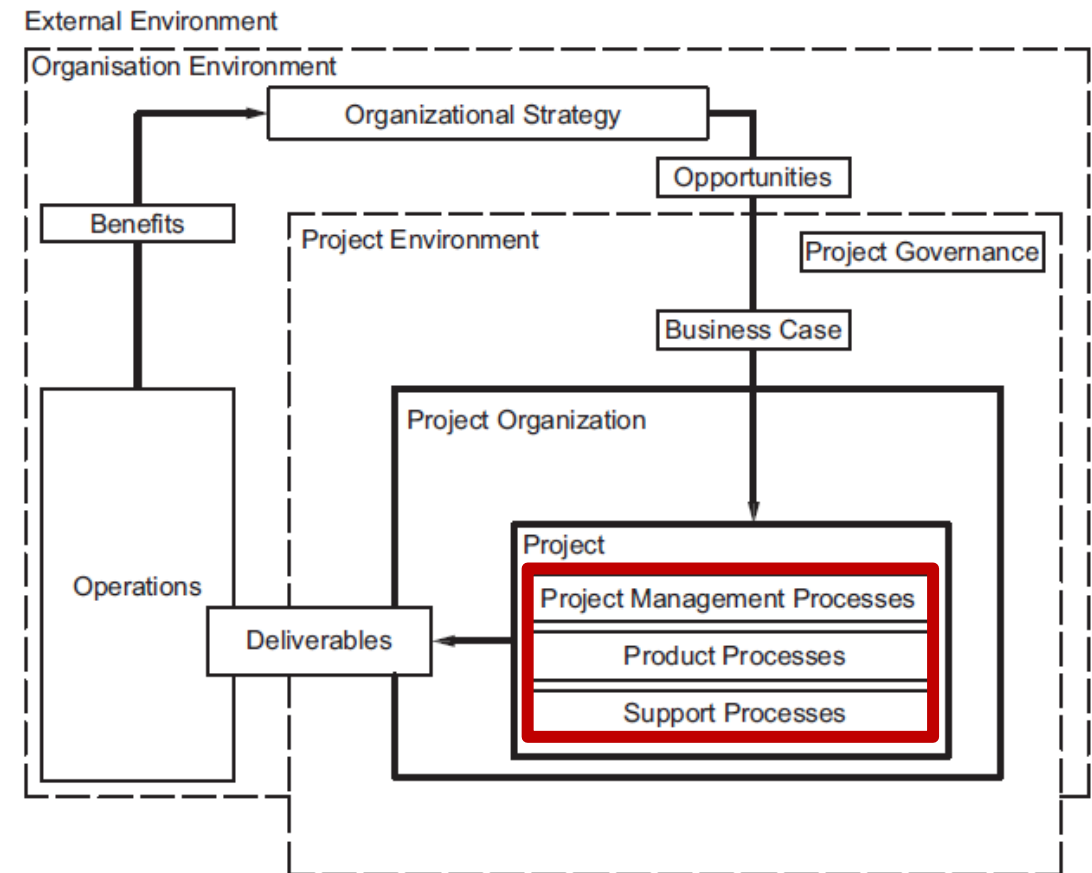 External Environment
Organisation Environment
Organizational Strategy
Opportunities
Benefits
Project Environment
Project Governance
Business Case
Project Organization
Project
Operations
Project Management Processes
Deliverables
Product Processes
Support Processes